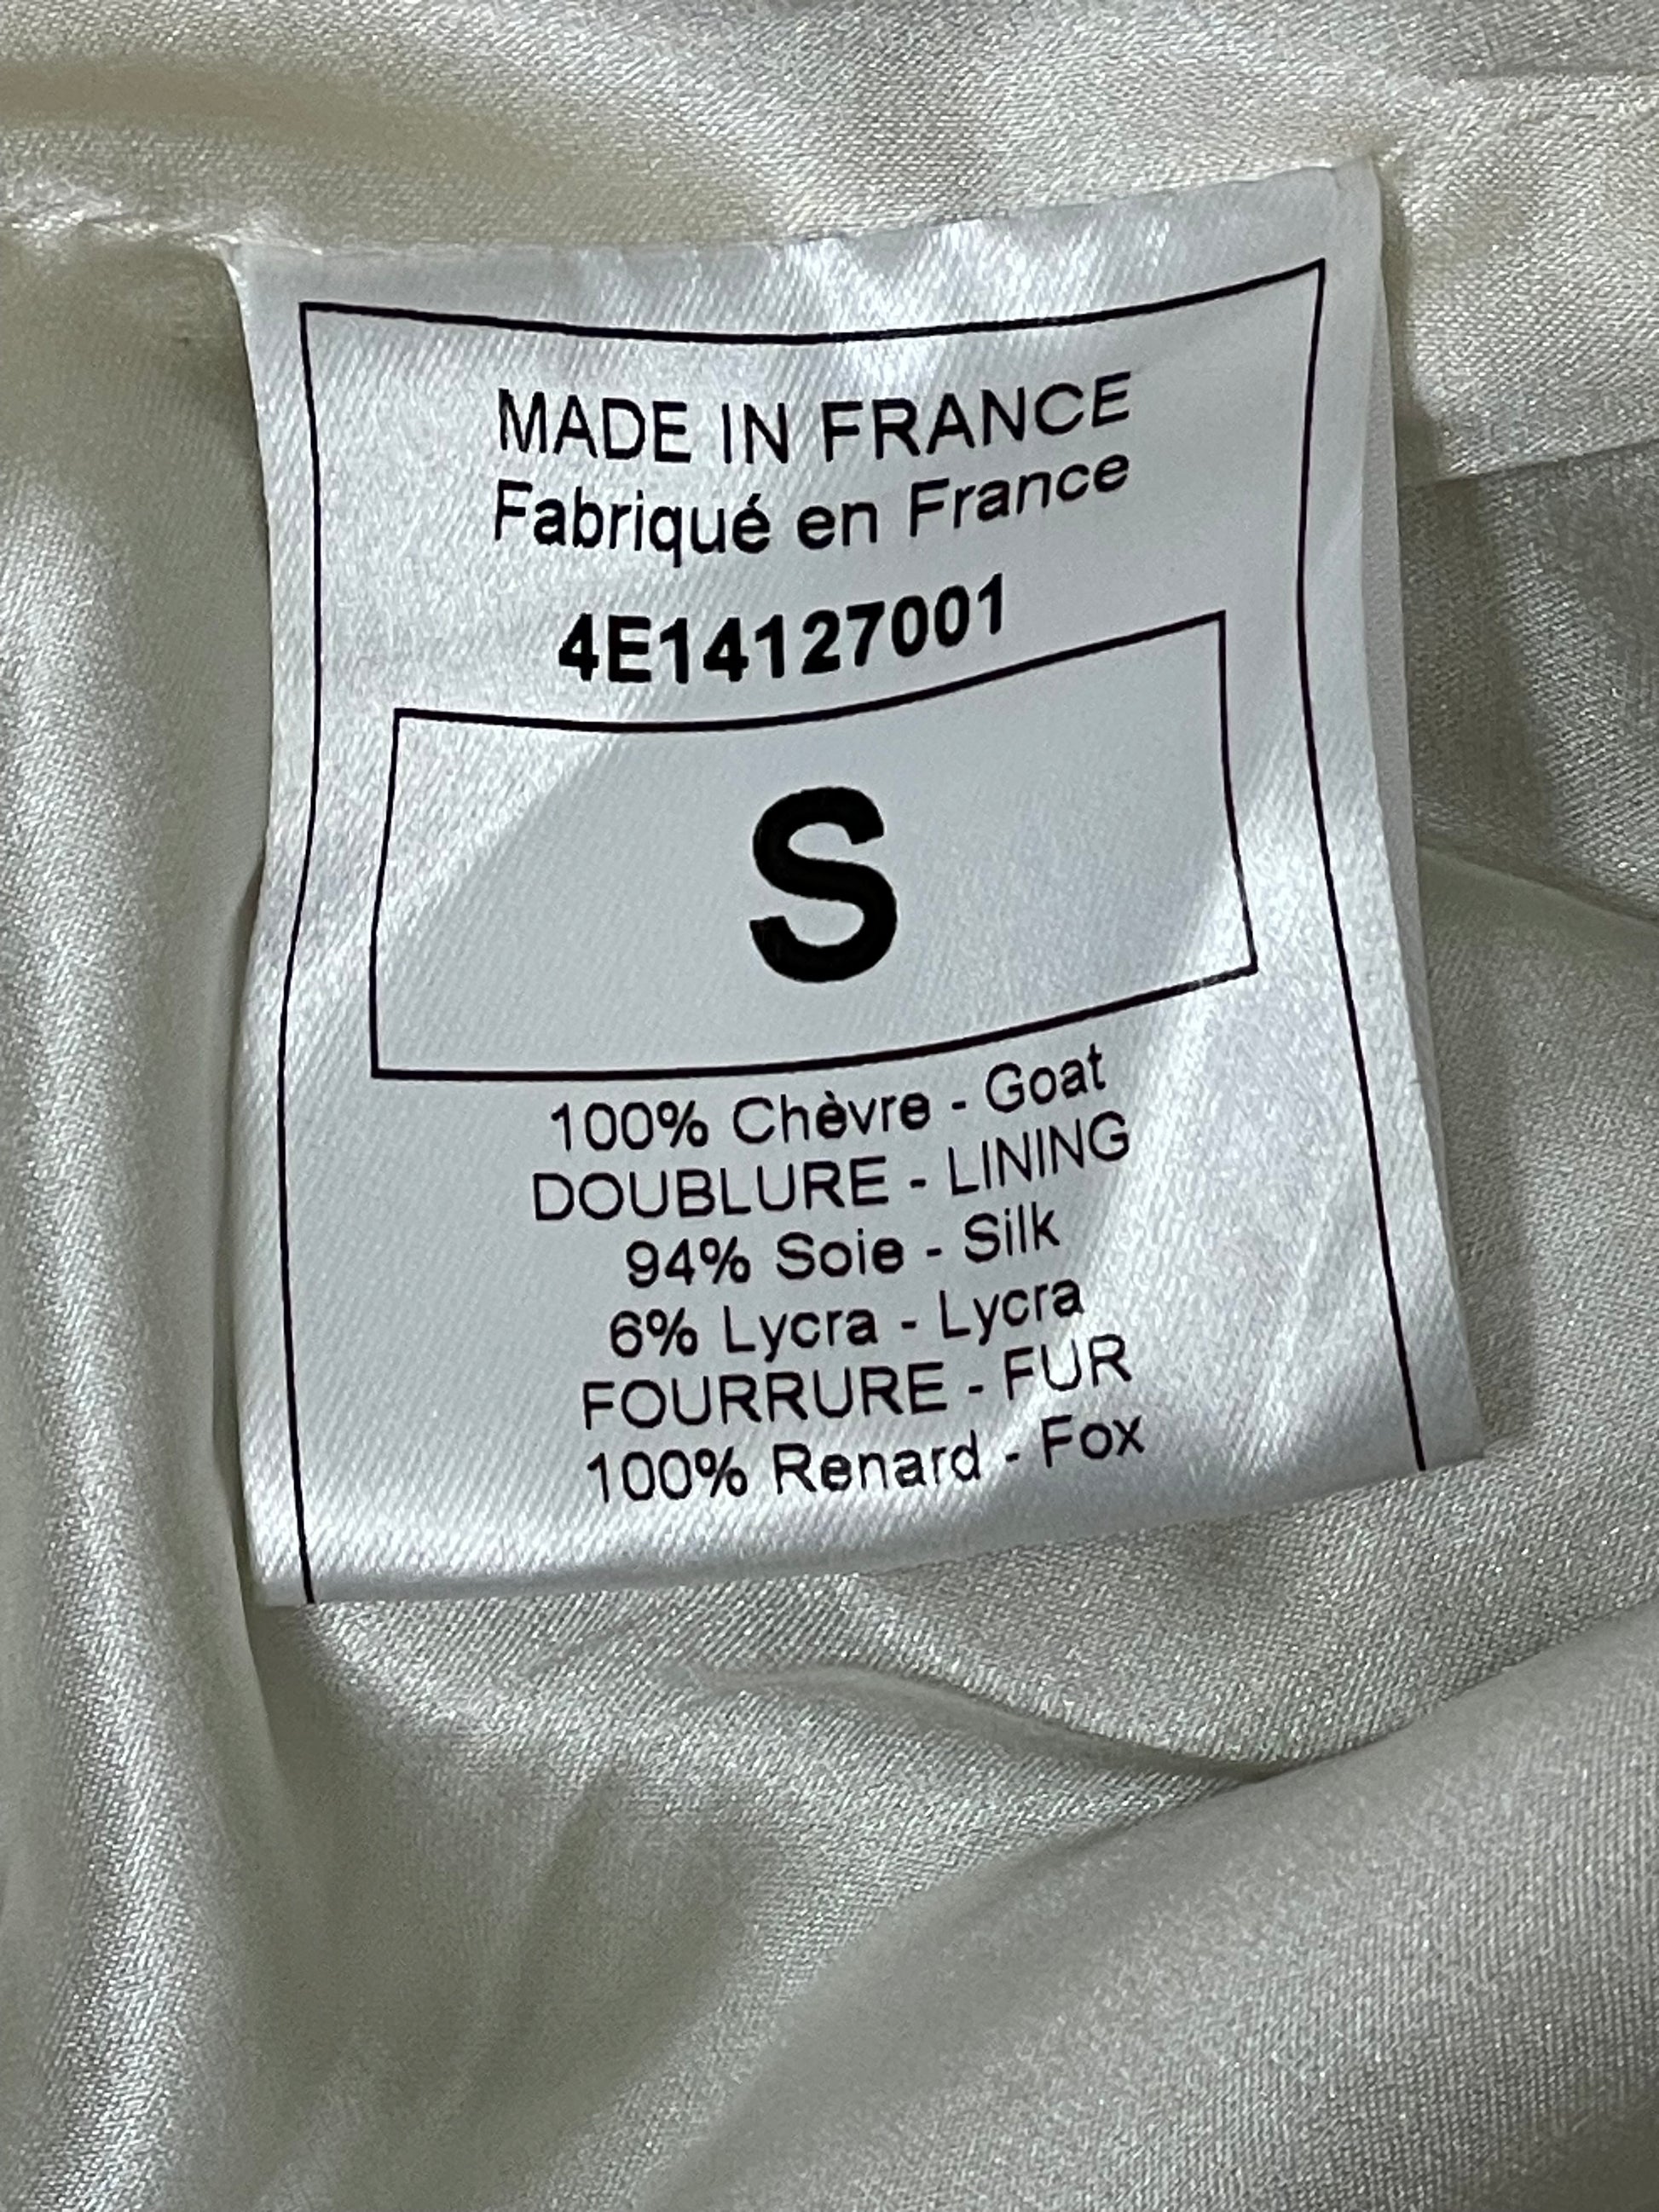 MADE IN FRANCE
Fabriqué en France
4E14127001
S
100% Chèvre - Goat
DOUBLURE - LINING
94% Soie - Silk
6% Lycra - Lycra
FOURRURE - FUR
100% Renard - Fox